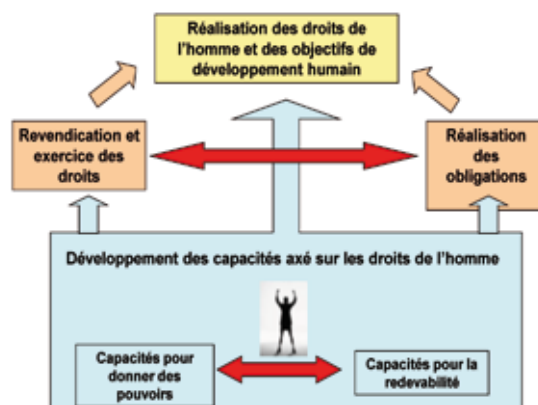 Réalisation des droits de
l'homme et des objectifs de
développement humain
Revendication et
exercice des
droits
Réalisation
des
obligations
Développement des capacités axé sur les droits de l'homme
Capacités pour
donner des
pouvoirs
Capacités pour la
redevabilité